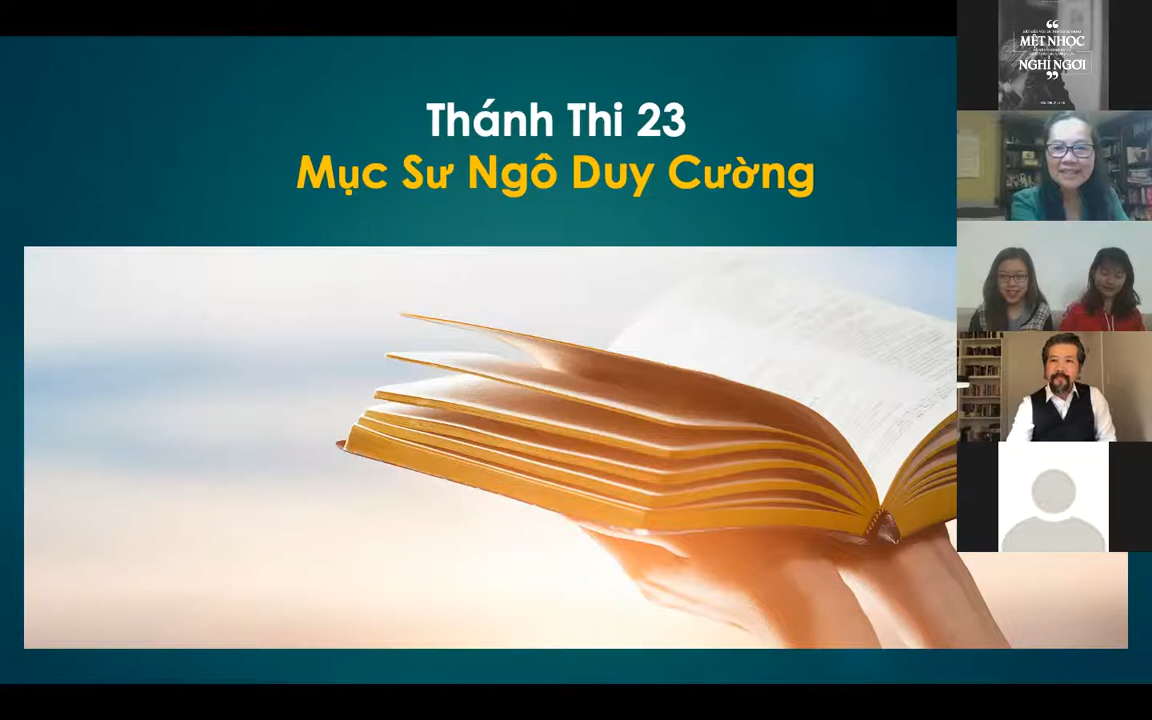 Thánh Thi 23
Mục Sư Ngô Duy Cường
“
MỆT NHỌC
NGHỈ NGƠI
”